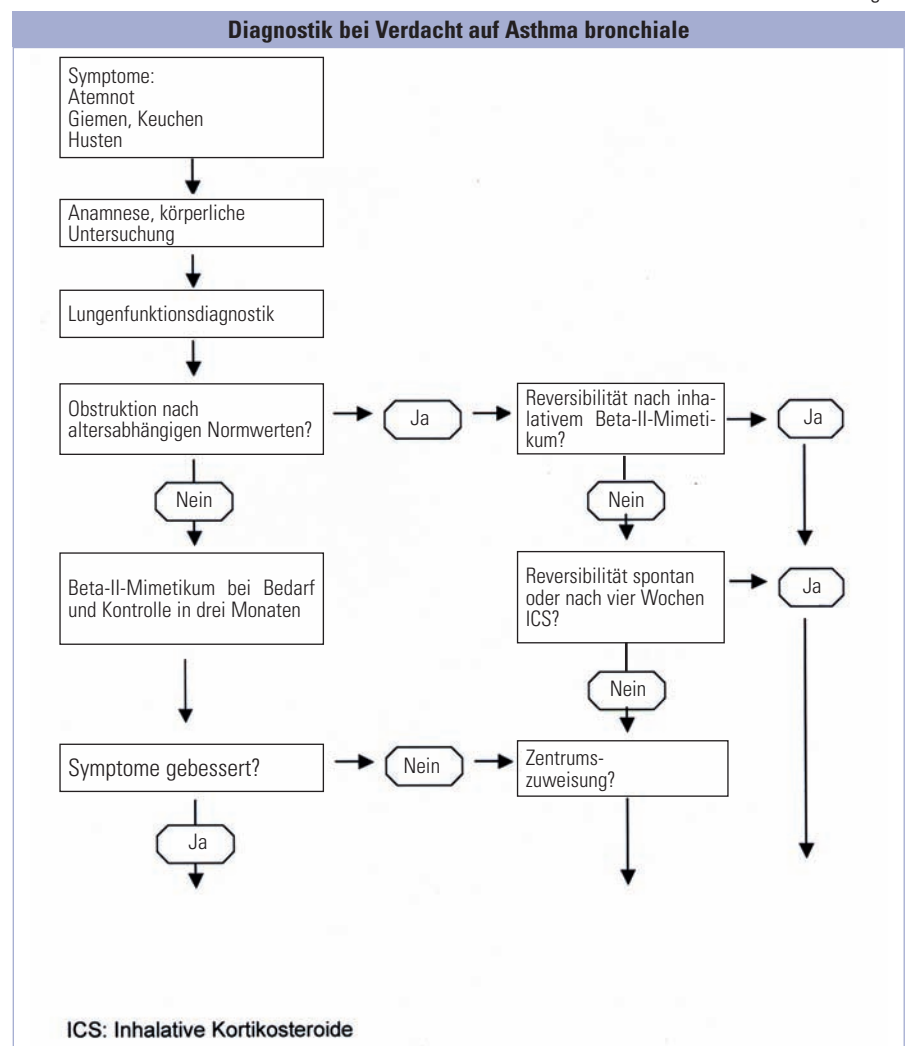 Diagnostik bei Verdacht auf Asthma bronchiale
Symptome:
Atemnot
Giemen, Keuchen
Husten
Anamnese, körperliche
Untersuchung
Lungenfunktionsdiagnostik
Obstruktion nach
altersabhängigen Normwerten?
Ja
Reversibilität nach inha-
lativem Beta-II-Mimeti-
kum?
Ja
Nein
Nein
Beta-II-Mimetikum bei Bedarf
und Kontrolle in drei Monaten
Reversibilität spontan
oder nach vier Wochen
ICS?
Ja
Nein
Symptome gebessert?
Nein
Zentrums-
zuweisung?
Ja
ICS: Inhalative Kortikosteroide